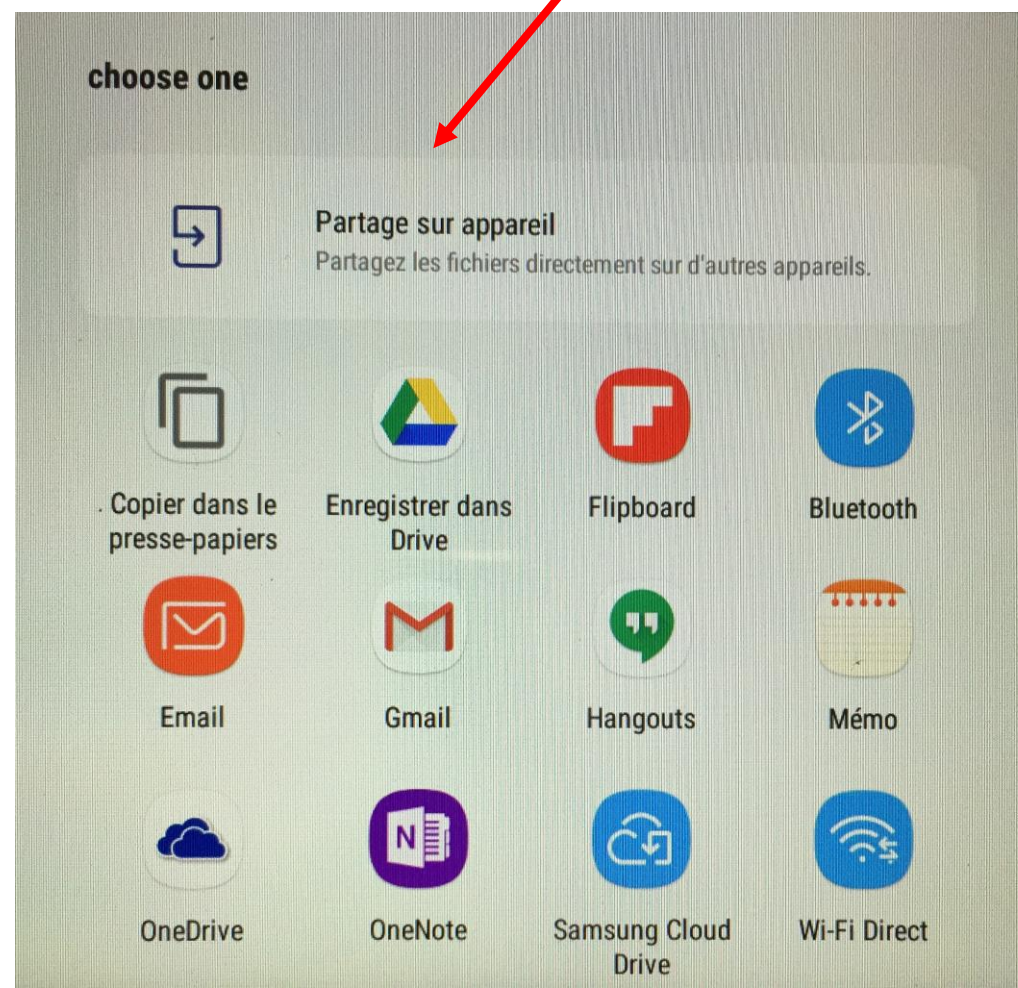 choose one
Partage sur appareil
Partagez les fichiers directement sur d'autres appareils.
Copier dans le
presse-papiers
Enregistrer dans
Drive
Flipboard
Bluetooth
Email
Gmail
Hangouts
Mémo
OneDrive
N
OneNote
Samsung Cloud
Drive
Wi-Fi Direct